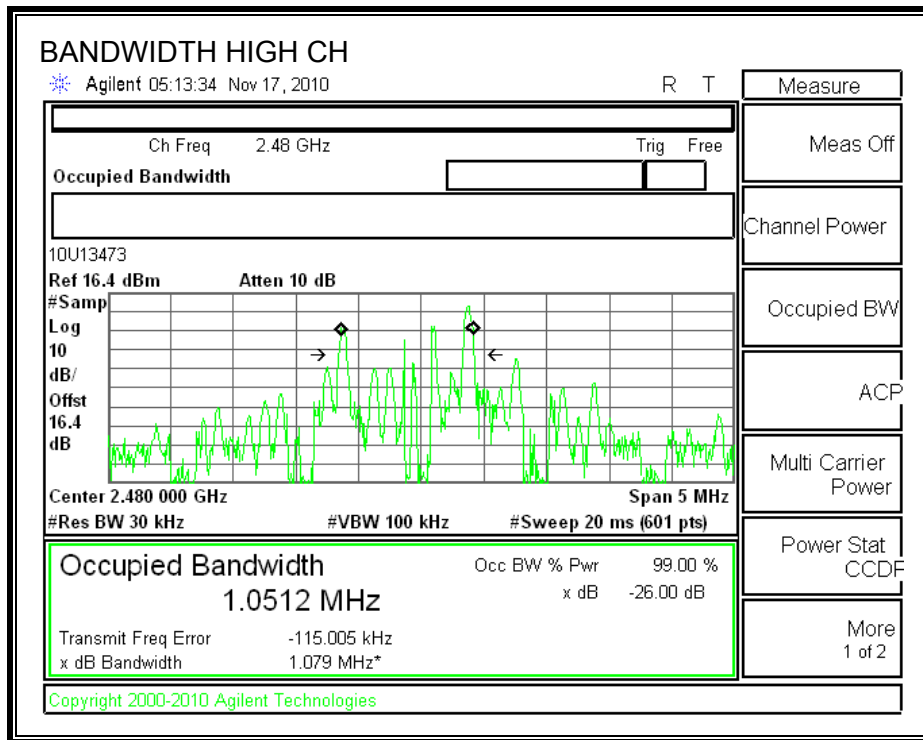 BANDWIDTH HIGH CH
Agilent 05:13:34 Nov 17, 2010 R T
Measure
Ch Freq 2.48 GHz Trig Free
Occupied Bandwidth
Meas Off
Channel Power
Occupied BW
ACP
Multi Carrier
Power
Power Stat
CCDF
More
1 of 2
10U13473
Ref 16.4 dBm Atten 10 dB
#Samp
Log
10
dB/
Offst
16.4
dB
Center 2.480 000 GHz Span 5 MHz
#Res BW 30 kHz #VBW 100 kHz #Sweep 20 ms (601 pts)
Occupied Bandwidth Occ BW % Pwr 99.00 %
1.0512 MHz x dB -26.00 dB
Transmit Freq Error -115.005 kHz
x dB Bandwidth 1.079 MHz*
Copyright 2000-2010 Agilent Technologies